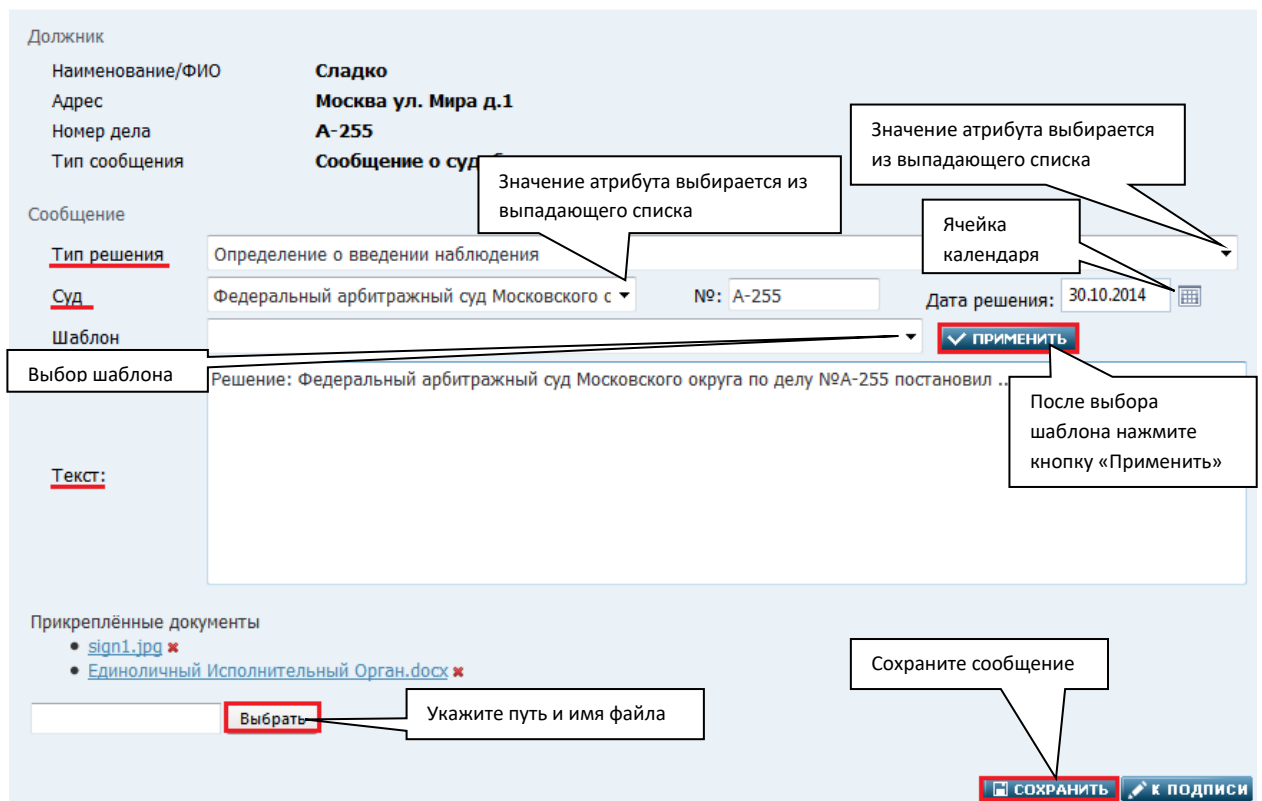 Должник
Наименование/ФИО Сладко
Адрес Москва ул. Мира д.1
Номер дела А-255
Тип сообщения Сообщение о
Значение атрибута выбирается
из выпадающего списка
Значение атрибута выбирается из
выпадающего списка
Сообщение
Ячейка
календаря
Тип решения Определение о введении наблюдения
Суд Федеральный арбитражный суд Московского с №: А-255 Дата решения: 30.10.2014
Шаблон ПРИМЕНИТЬ
Выбор шаблона
Решение: Федеральный арбитражный суд Московского округа по делу №А-255 постановил ..
После выбора
шаблона нажмите
кнопку «Применить»
Текст:
Прикреплённые документы
sign1.jpg
Единоличный Исполнительный Орган.docx
Сохраните сообщение
Выбрать
Укажите путь и имя файла
СОХРАНИТЬ К ПОДПИСИ